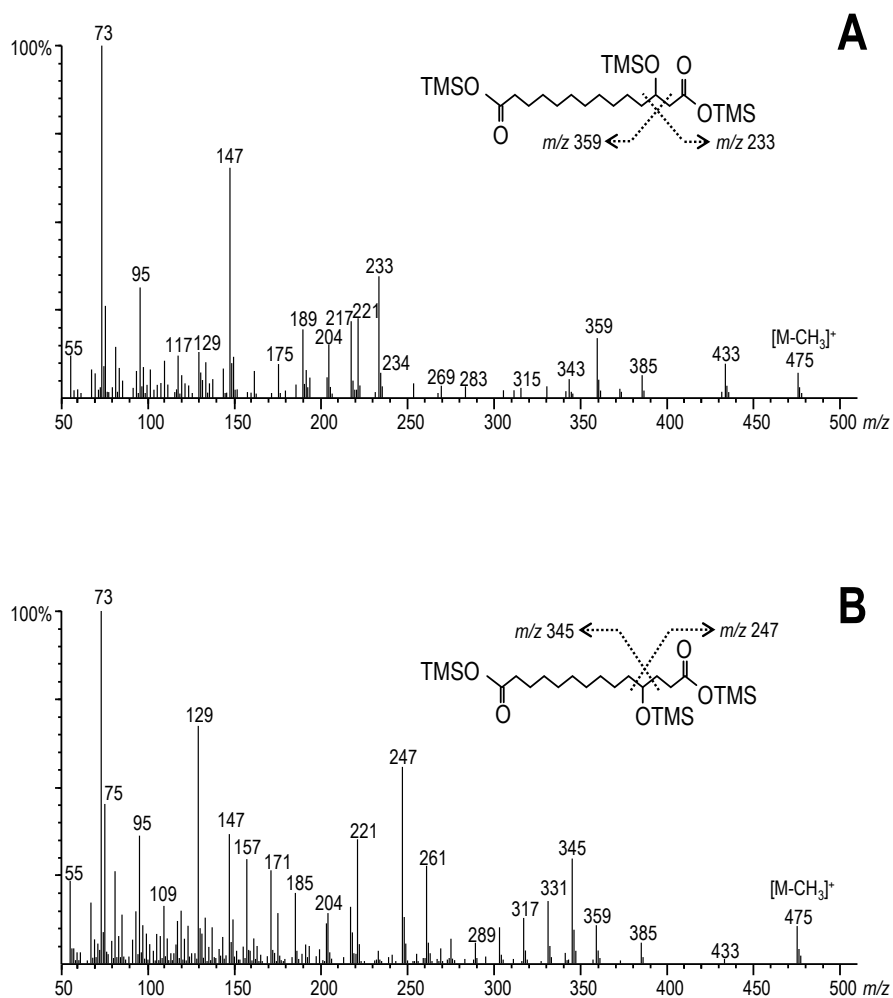 A
73
100%
TMSO O
TMSO
OTMS
O
m/z 359
m/z 233
147
95
233
189 217 221
204
55
117 129
175
234
269 283 315 343
359
385
433
[M-CH₃]⁺
475
50 100 150 200 250 300 350 400 450 500 m/z
B
73
100%
m/z 345
m/z 247
O
TMSO
OTMS
O
OTMS
129
247
75
95
147
157
221
345
171
261
55
109
185
204
331
317
359
289
385
433
[M-CH₃]⁺
475
50 100 150 200 250 300 350 400 450 500 m/z